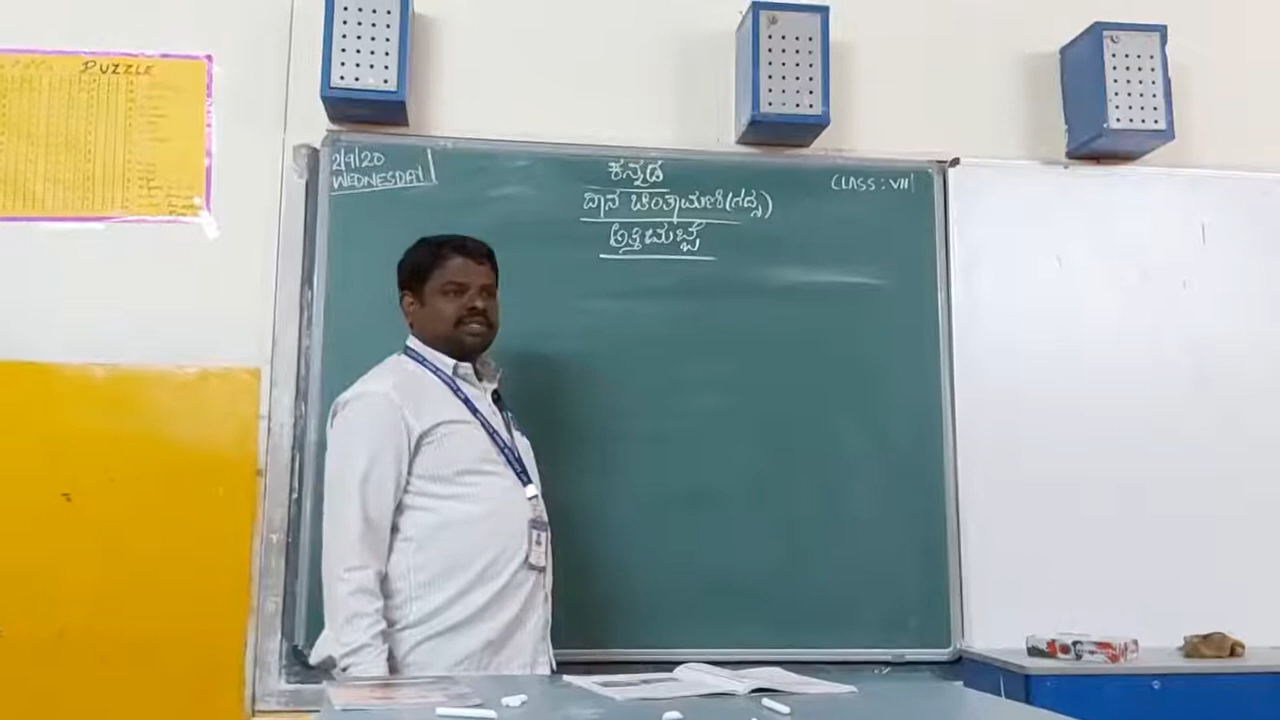 PUZZLE
2/9/20
WEDNESDAY
ಕನ್ನಡ
CLASS: VII
ದಾನ ಚಿಂತಾಮಣಿ(ಗದ್ಯ)
ಅತ್ತಿಮಬ್ಬೆ